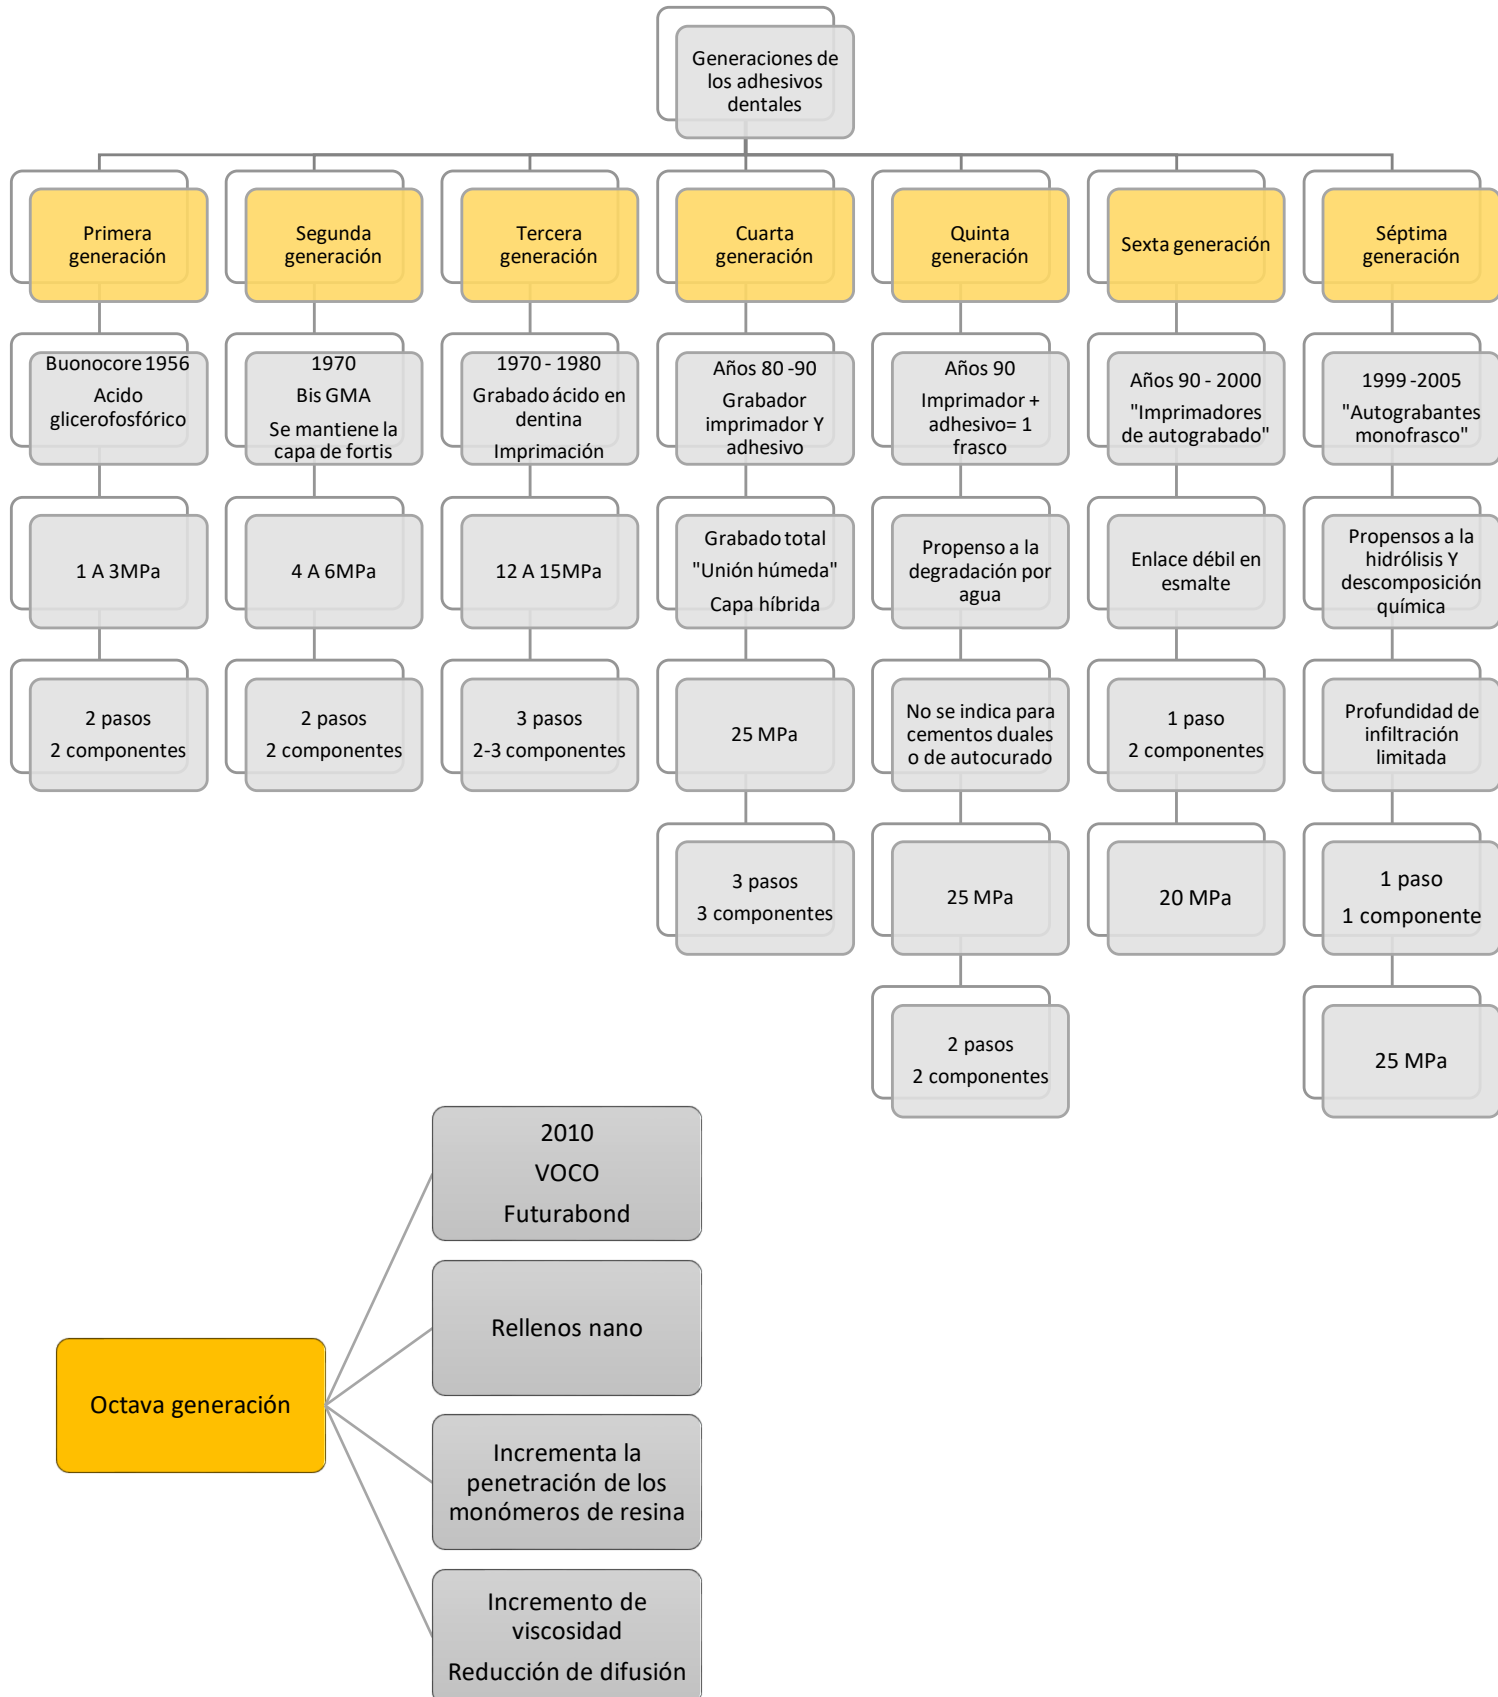 Generaciones de
los adhesivos
dentales
Primera
generación
Segunda
generación
Tercera
generación
Cuarta
generación
Quinta
generación
Sexta generación
Séptima
generación
Buonocore 1956
Acido
glicerofosfórico
1970
Bis GMA
Se mantiene la
capa de fortis
1970 - 1980
Grabado ácido en
dentina
Imprimación
Años 80 -90
Grabador
imprimador Y
adhesivo
Años 90
Imprimador +
adhesivo= 1
frasco
Años 90 - 2000
"Imprimadores
de autograbado"
1999 -2005
"Autograbantes
monofrasco"
1 A 3MPa
4 A 6MPa
12 A 15MPa
Grabado total
"Unión húmeda"
Capa híbrida
Propenso a la
degradación por
agua
Enlace débil en
esmalte
Propensos a la
hidrólisis Y
descomposición
química
2 pasos
2 componentes
2 pasos
2 componentes
3 pasos
2-3 componentes
25 MPa
No se indica para
cementos duales
o de autocurado
1 paso
2 componentes
Profundidad de
infiltración
limitada
3 pasos
3 componentes
25 MPa
20 MPa
1 paso
1 componente
2 pasos
2 componentes
25 MPa
Octava generación
2010
VOCO
Futurabond
Rellenos nano
Incrementa la
penetración de los
monómeros de resina
Incremento de
viscosidad
Reducción de difusión